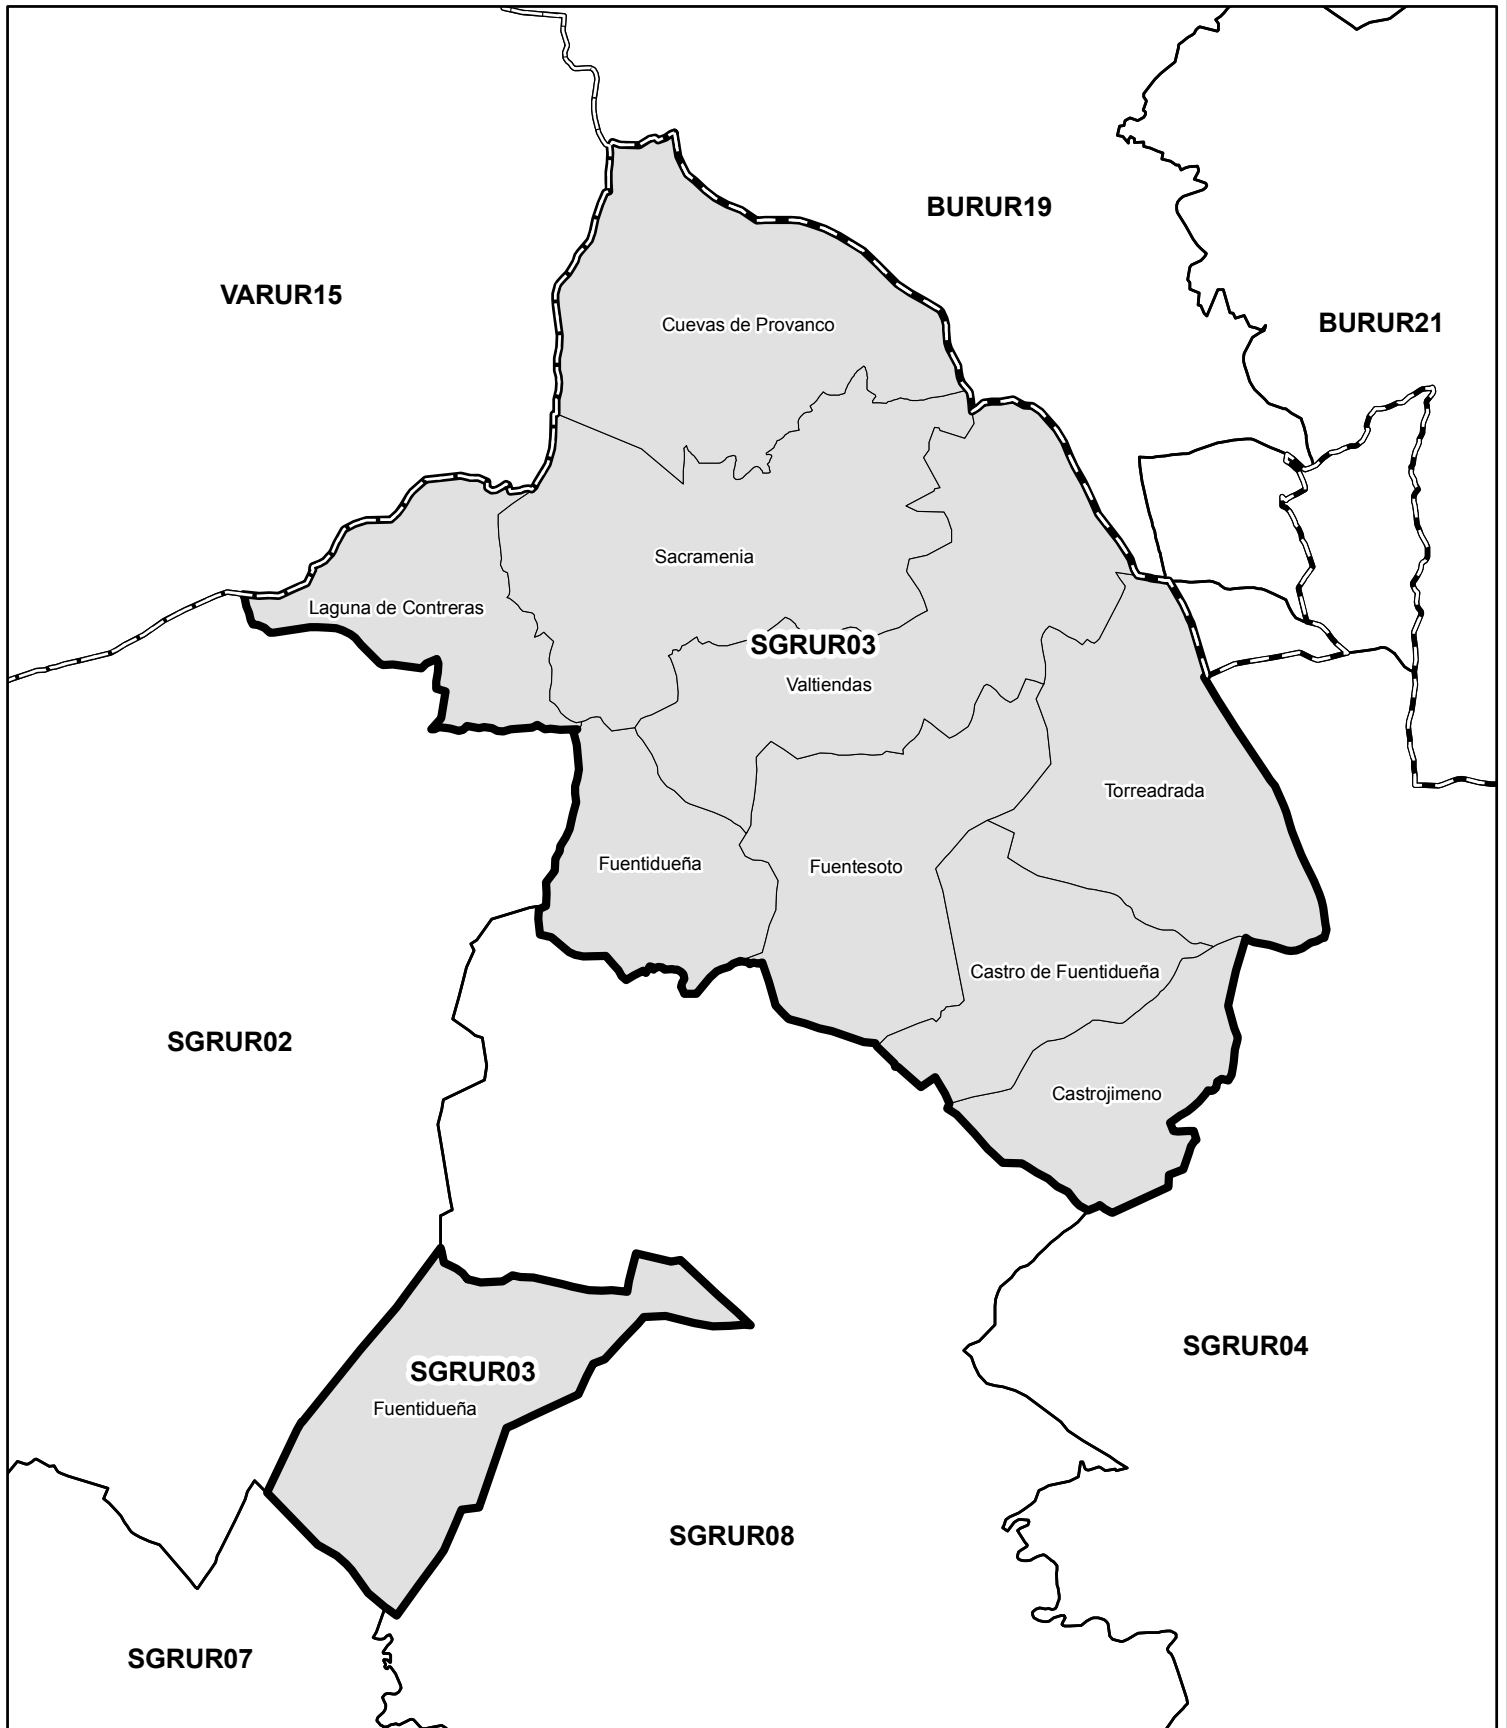 BURUR19
VARUR15
BURUR21
Cuevas de Provanco
Sacramenia
Laguna de Contreras
SGRUR03
Valtiendas
Torreadrada
Fuentidueña
Fuentesoto
Castro de Fuentidueña
SGRUR02
Castrojimeno
SGRUR04
SGRUR03
Fuentidueña
SGRUR08
SGRUR07